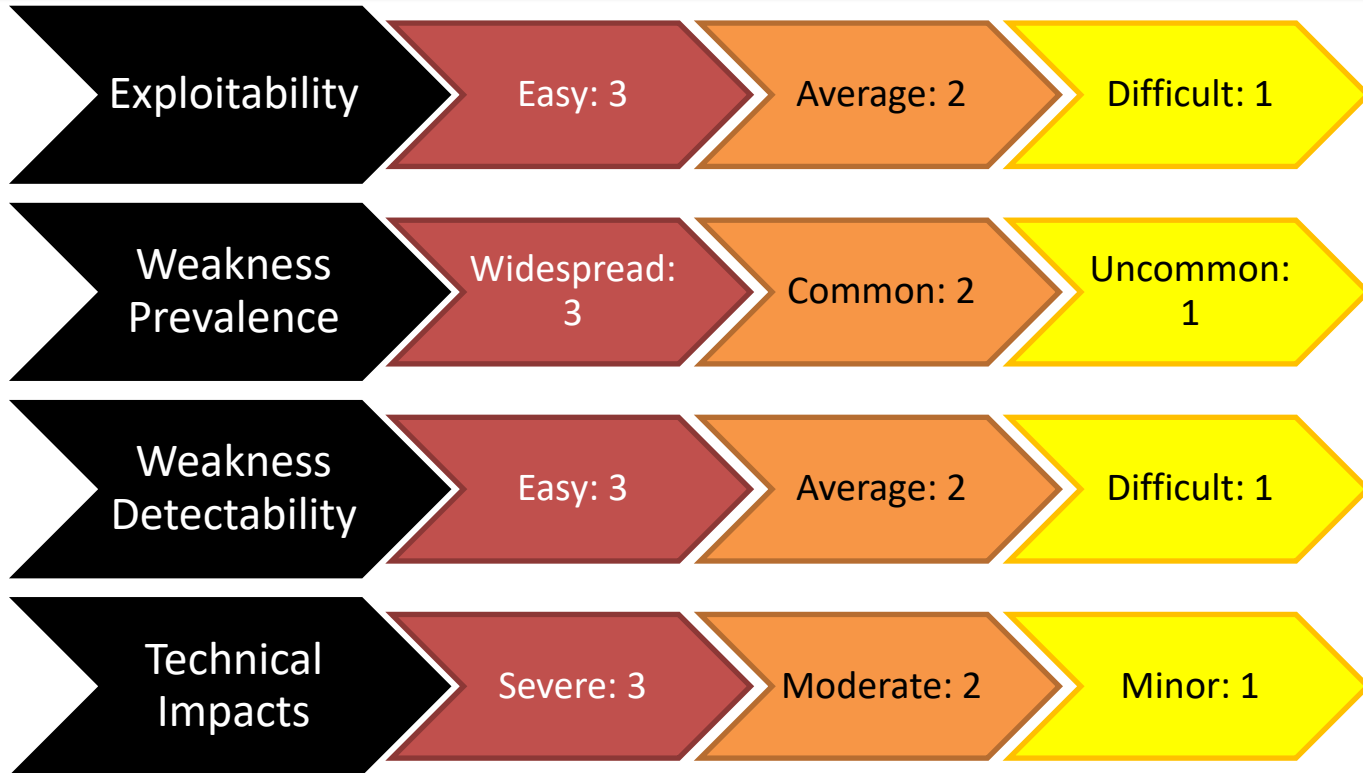 Exploitability
Easy: 3
Average: 2
Difficult: 1
Weakness
Prevalence
Widespread:
3
Common: 2
Uncommon:
1
Weakness
Detectability
Easy: 3
Average: 2
Difficult: 1
Technical
Impacts
Severe: 3
Moderate: 2
Minor: 1